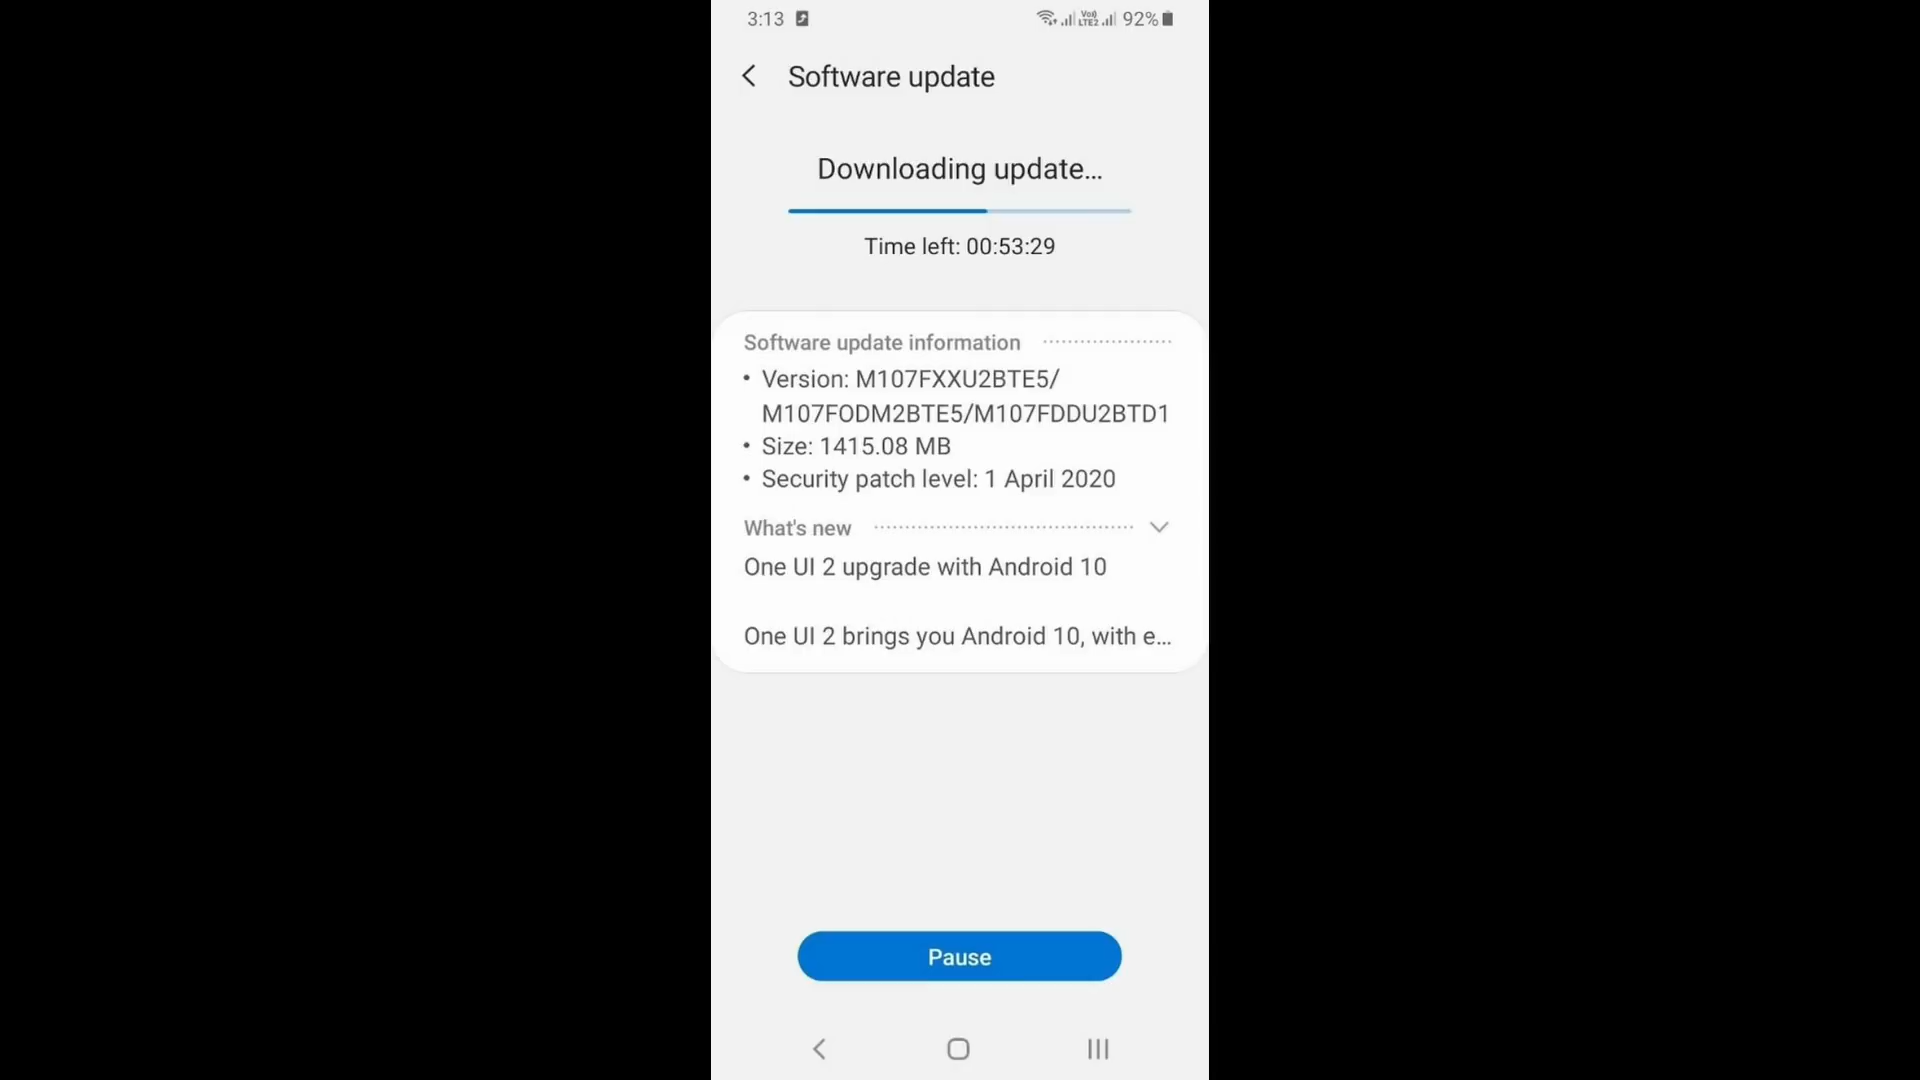 3:13 Vo)) LTE2 92%
Software update
Downloading update...
Time left: 00:53:29
Software update information
• Version: M107FXXU2BTE5/
M107FODM2BTE5/M107FDDU2BTD1
• Size: 1415.08 MB
• Security patch level: 1 April 2020
What's new
One UI 2 upgrade with Android 10
One UI 2 brings you Android 10, with e...
Pause